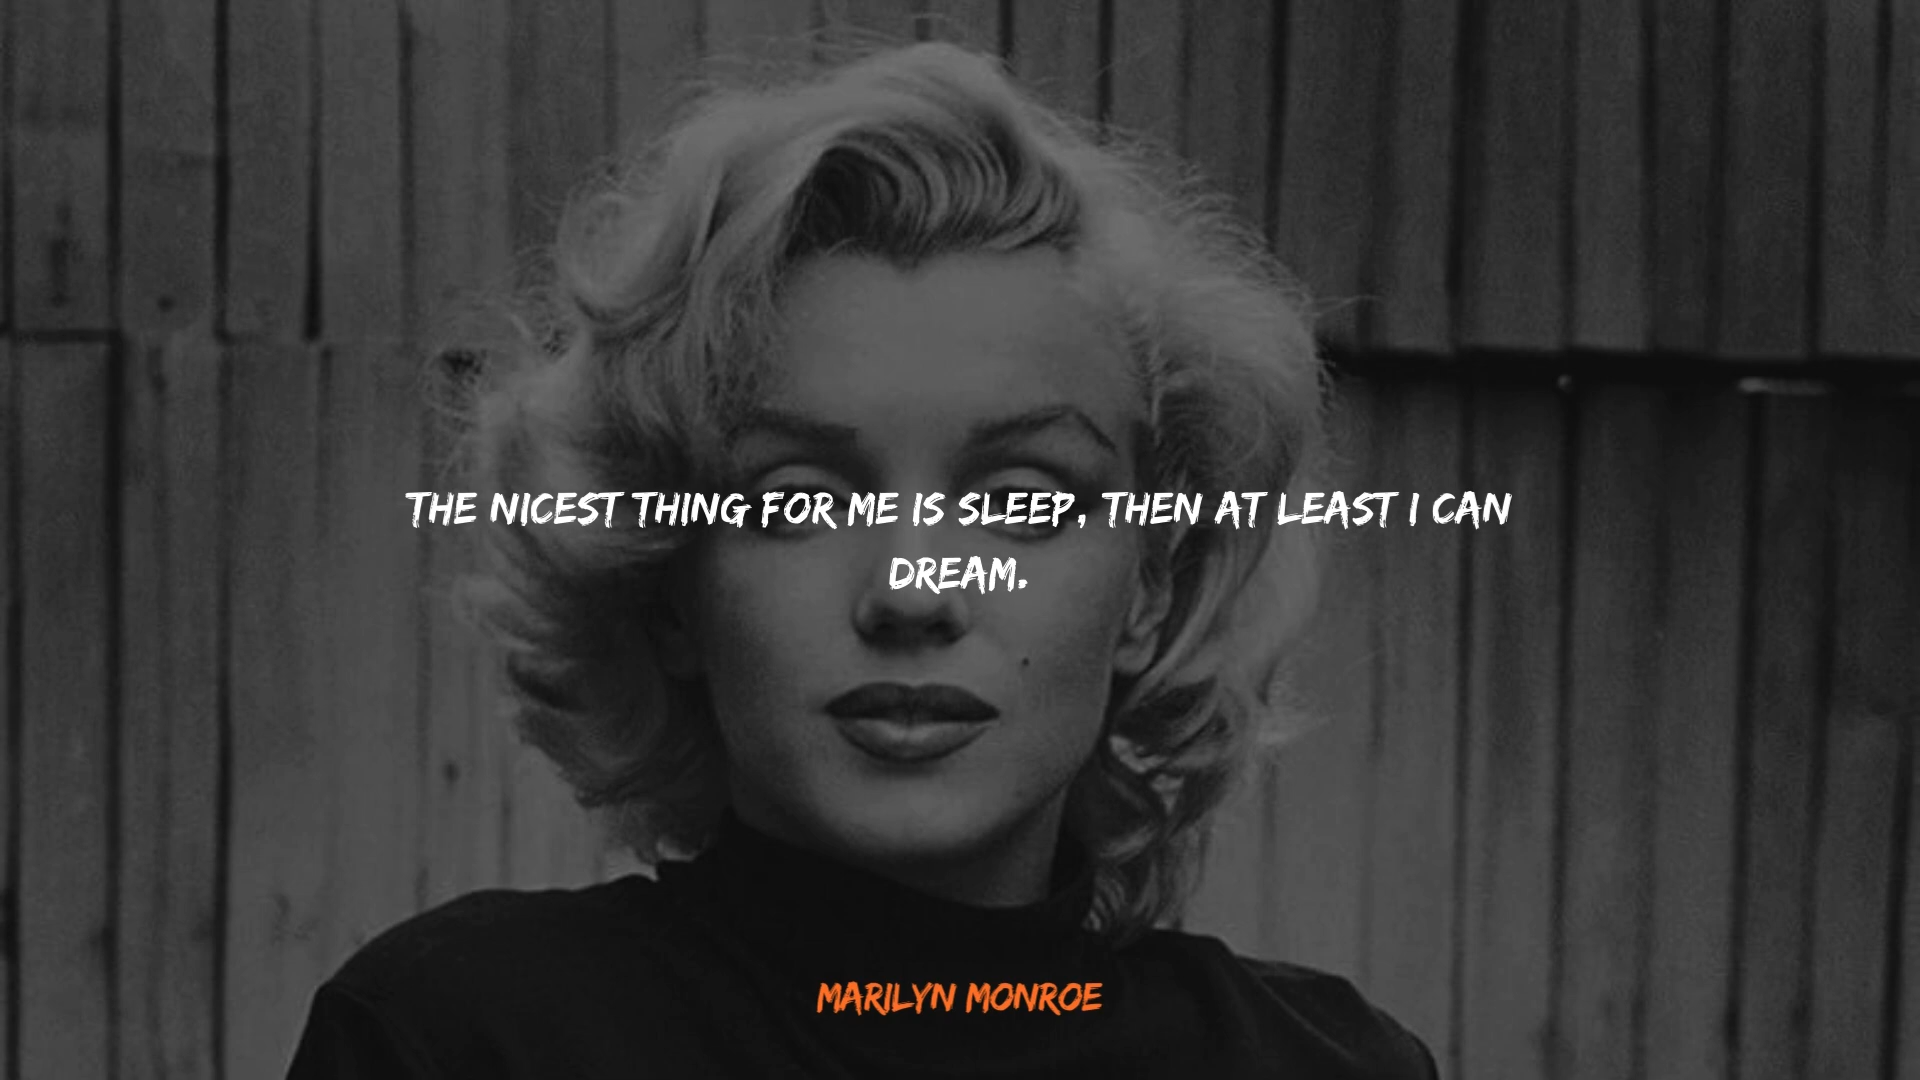 THE NICEST THING FOR ME IS SLEEP, THEN AT LEAST I CAN
DREAM.
MARILYN MONROE